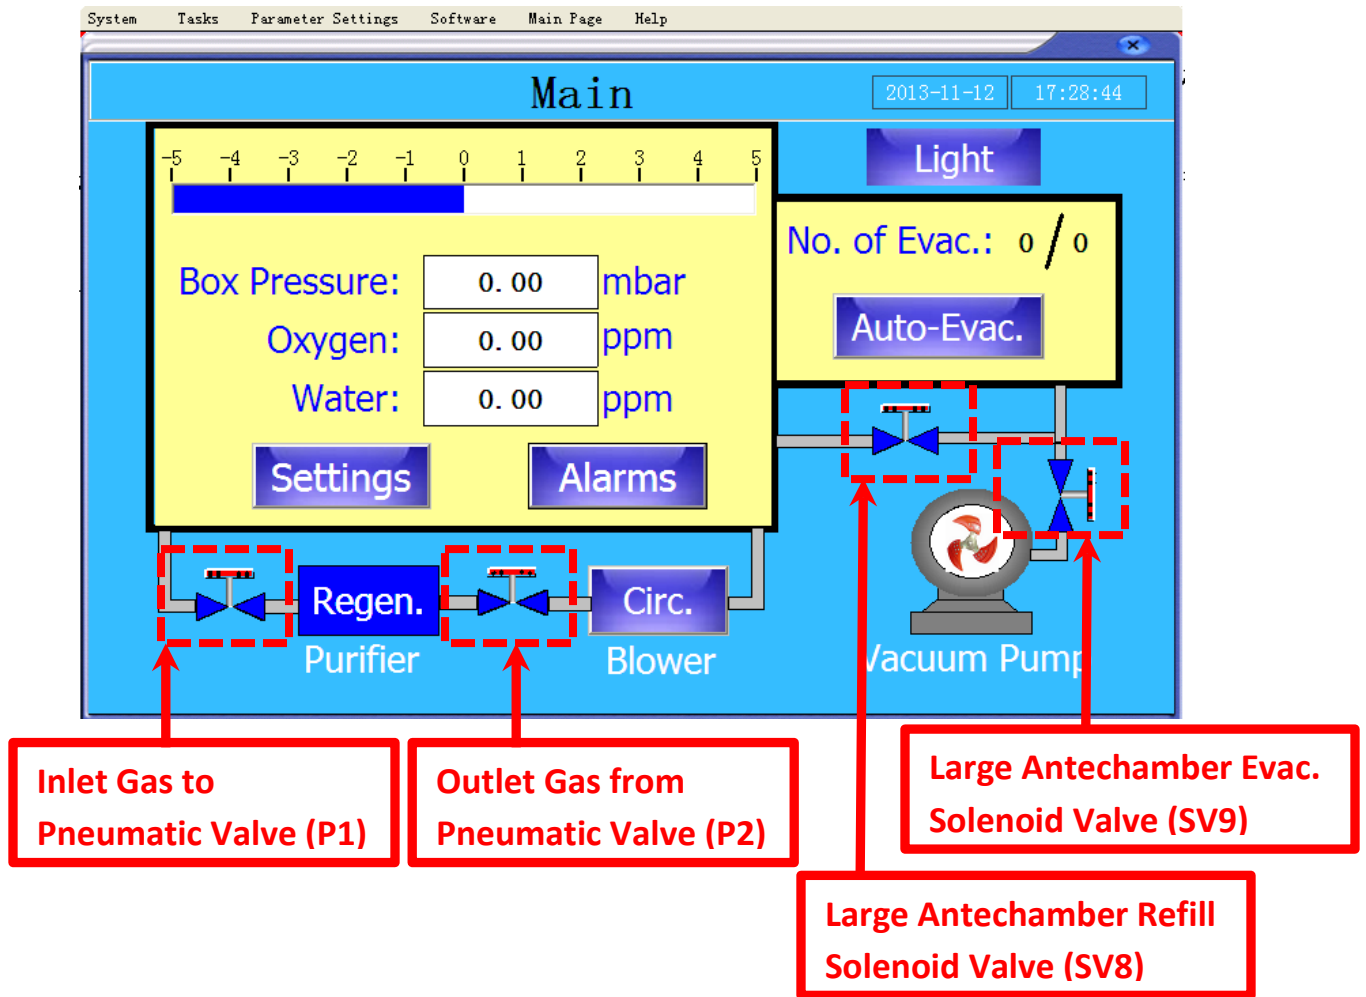 System Tasks Parameter Settings Software Main Page Help
Main
2013-11-12 17:28:44
-5 -4 -3 -2 -1 0 1 2 3 4 5
Light
No. of Evac.: 0 / 0
Box Pressure: 0.00 mbar
Auto-Evac.
Oxygen: 0.00 ppm
Water: 0.00 ppm
Settings Alarms
Regen. Circ.
Purifier Blower Vacuum Pump
Inlet Gas to
Pneumatic Valve (P1)
Outlet Gas from
Pneumatic Valve (P2)
Large Antechamber Evac.
Solenoid Valve (SV9)
Large Antechamber Refill
Solenoid Valve (SV8)